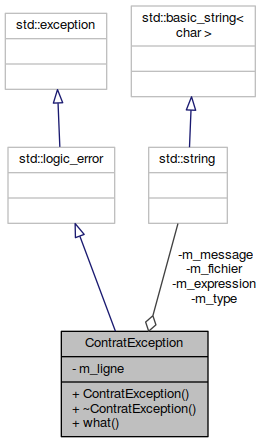 std::exception
std::basic_string<
char >
std::logic_error
std::string
-m_message
-m_fichier
-m_expression
-m_type
ContratException
- m_ligne
+ ContratException()
+ ~ContratException()
+ what()